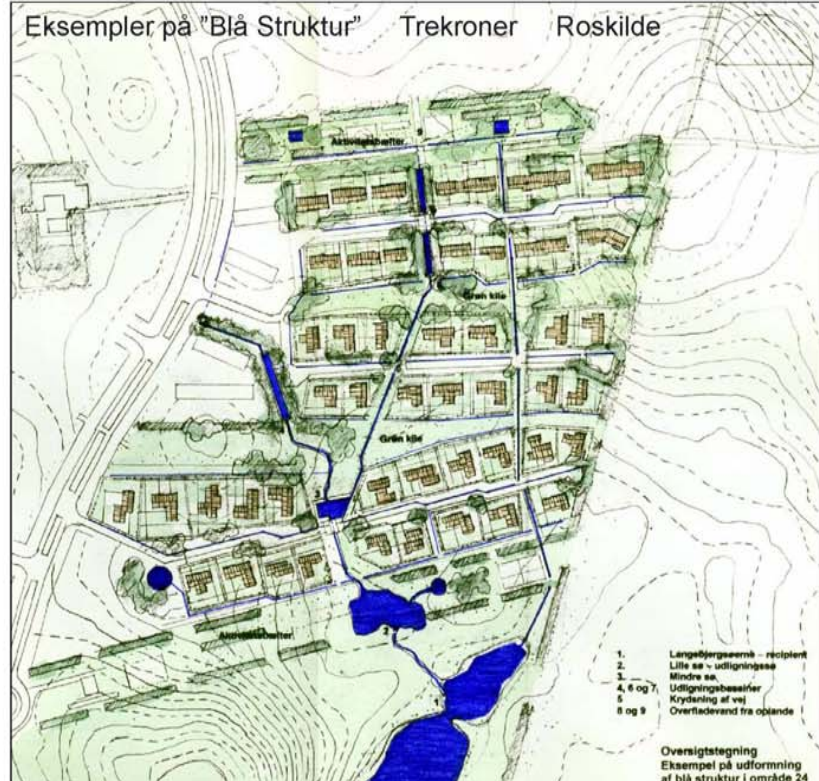 Eksempler på ”Blå Struktur” Trekroner Roskilde
9
Aktivitetsbælter
Grøn kile
Grøn kile
3
Aktivitetsbælter
2
1
1. Langebjergsøerne – recipient
2. Lille sø – udligningssø
3. Mindre sø
4, 6 og 7 Udligningsbassiner
5 Krydsning af vej
8 og 9 Overfladevand fra oplande
Oversigtstegning
Eksempel på udformning
af blå struktur i område 24